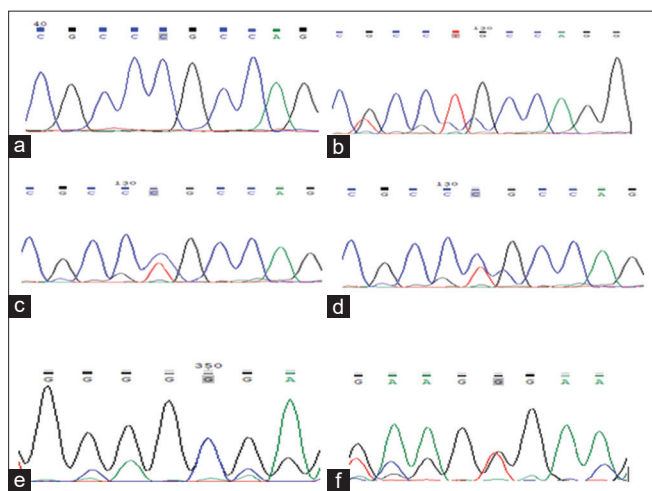 40
C G C C C G C C A G
a
130
C G C C T G C C A G G
b
130
C G C C C G C C A G
c
130
C G C C C G C C A G
d
350
G G G G G G A
e
G A A G G G A A
f